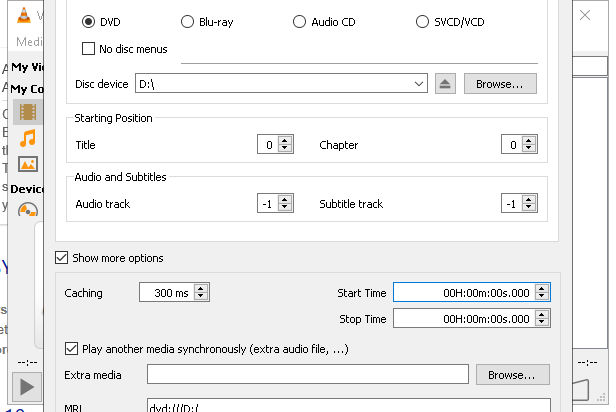 DVD Blu-ray Audio CD SVCD/VCD
Medi
No disc menus
My Vi
Disc device D:\ Browse...
My Co
Starting Position
Title 0 Chapter 0
Audio and Subtitles
Device
Audio track -1 Subtitle track -1
Show more options
Caching 300 ms Start Time 00H:00m:00s.000
Stop Time 00H:00m:00s.000
Play another media synchronously (extra audio file, ...)
--:-- --:--
Extra media Browse...
MRL dvd:///D:/